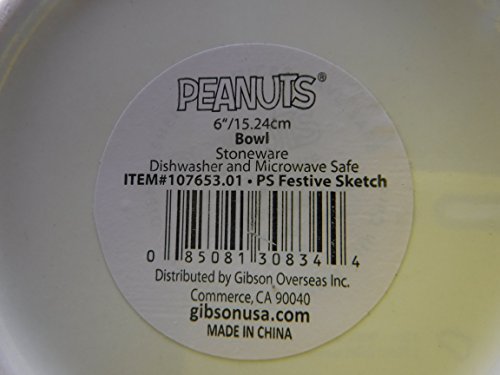 PEANUTS®
6"/15.24cm
Bowl
Stoneware
Dishwasher and Microwave Safe
ITEM#107653.01 • PS Festive Sketch
0 85081 30834 4
Distributed by Gibson Overseas Inc.
Commerce, CA 90040
gibsonusa.com
MADE IN CHINA